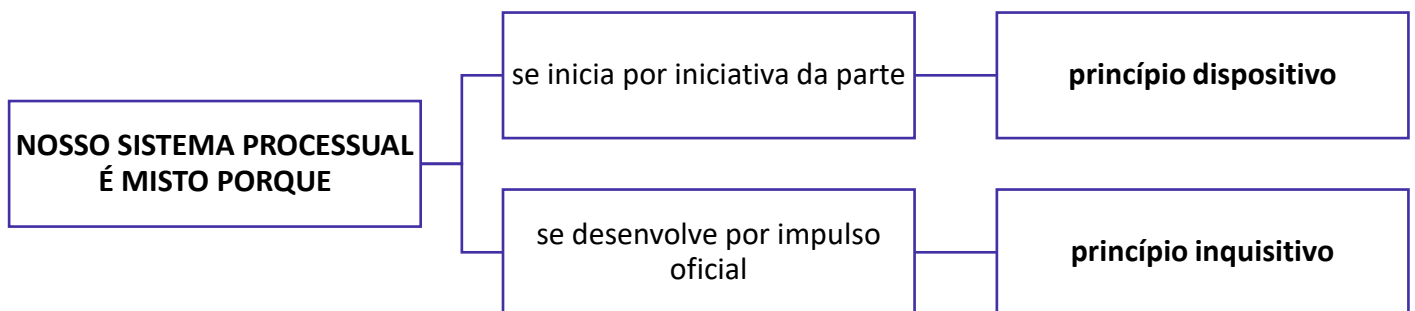 NOSSO SISTEMA PROCESSUAL
É MISTO PORQUE
se inicia por iniciativa da parte
princípio dispositivo
se desenvolve por impulso
oficial
princípio inquisitivo